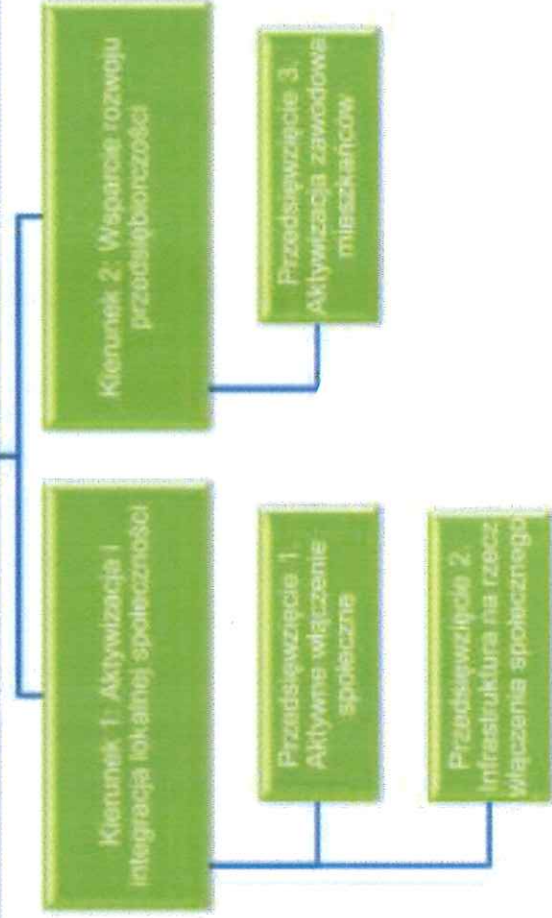 Kierunek 1: Aktywizacja i
integracja lokalnej społeczności
Przedsięwzięcie 1.
Aktywne włączenie
społeczne
Przedsięwzięcie 2.
Infrastruktura na rzecz
włączenia społecznego
Kierunek 2: Wsparcie rozwoju
przedsiębiorczości
Przedsięwzięcie 3.
Aktywizacja zawodowa
mieszkańców